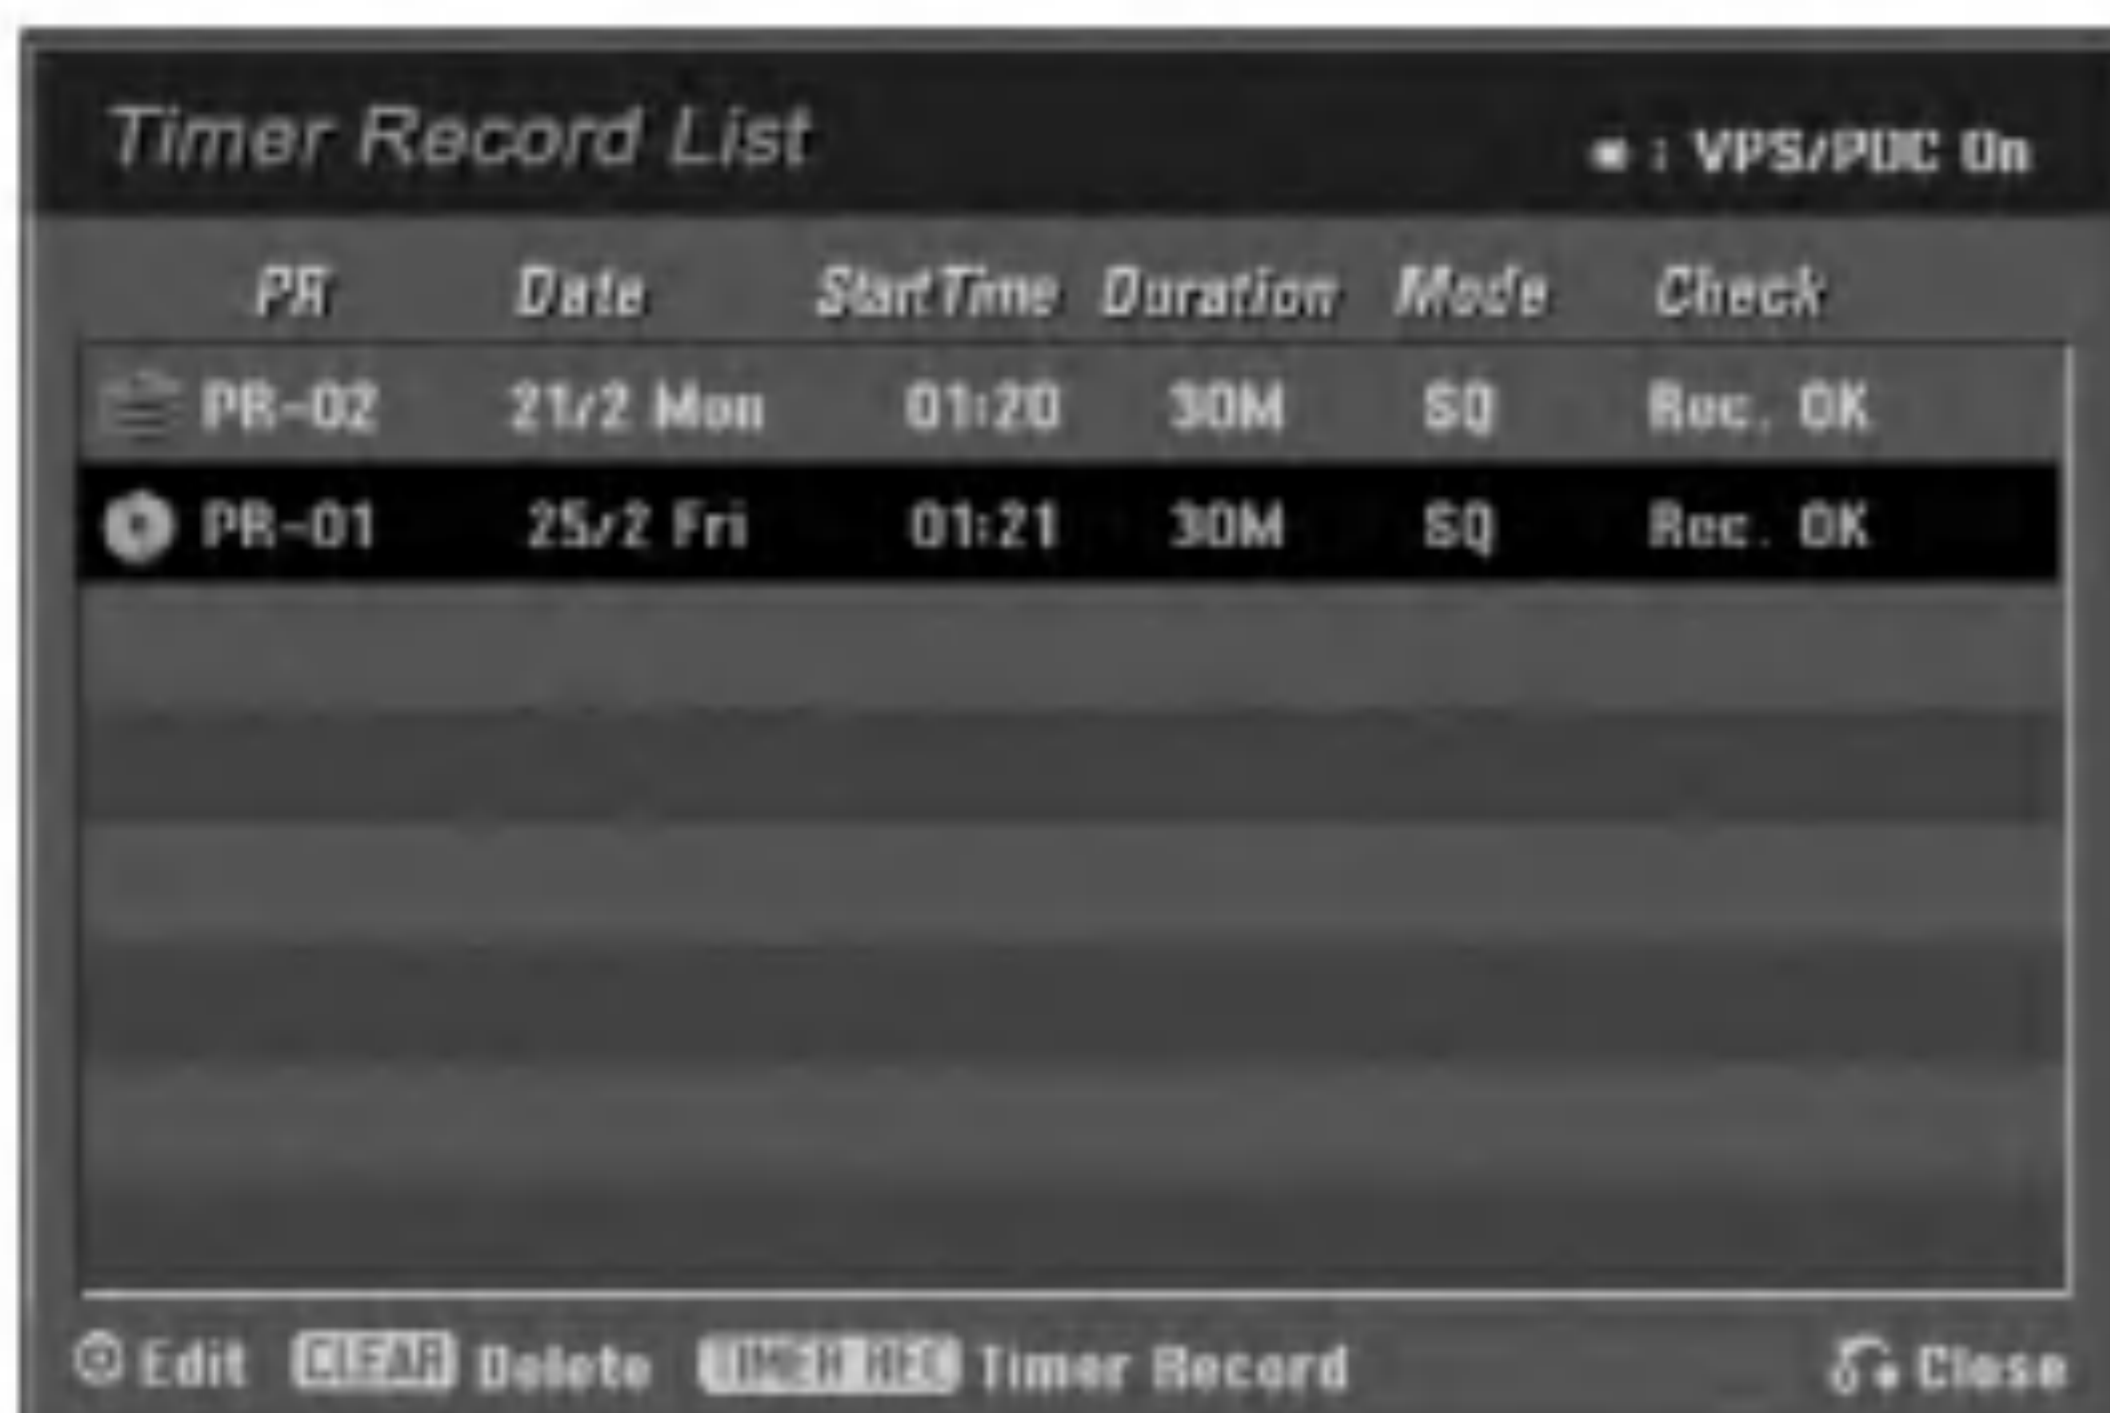 Timer Record List
■ : VPS/PDC On
PR Date Start Time Duration Mode Check
PR-02 21/2 Mon 01:20 30M SQ Rec. OK
PR-01 25/2 Fri 01:21 30M SQ Rec. OK
Edit CLEAR Delete TIMER REC Timer Record Close